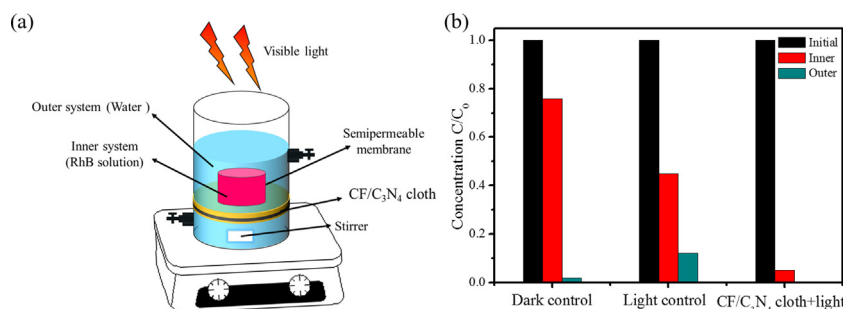 (a)
Visible light
Outer system (Water )
Inner system
(RhB solution)
Semipermeable
membrane
CF/C₃N₄ cloth
Stirrer
(b)
Concentration C/C₀
1.0
0.8
0.6
0.4
0.2
0.0
Initial
Inner
Outer
Dark control
Light control
CF/C₃N₄ cloth+light